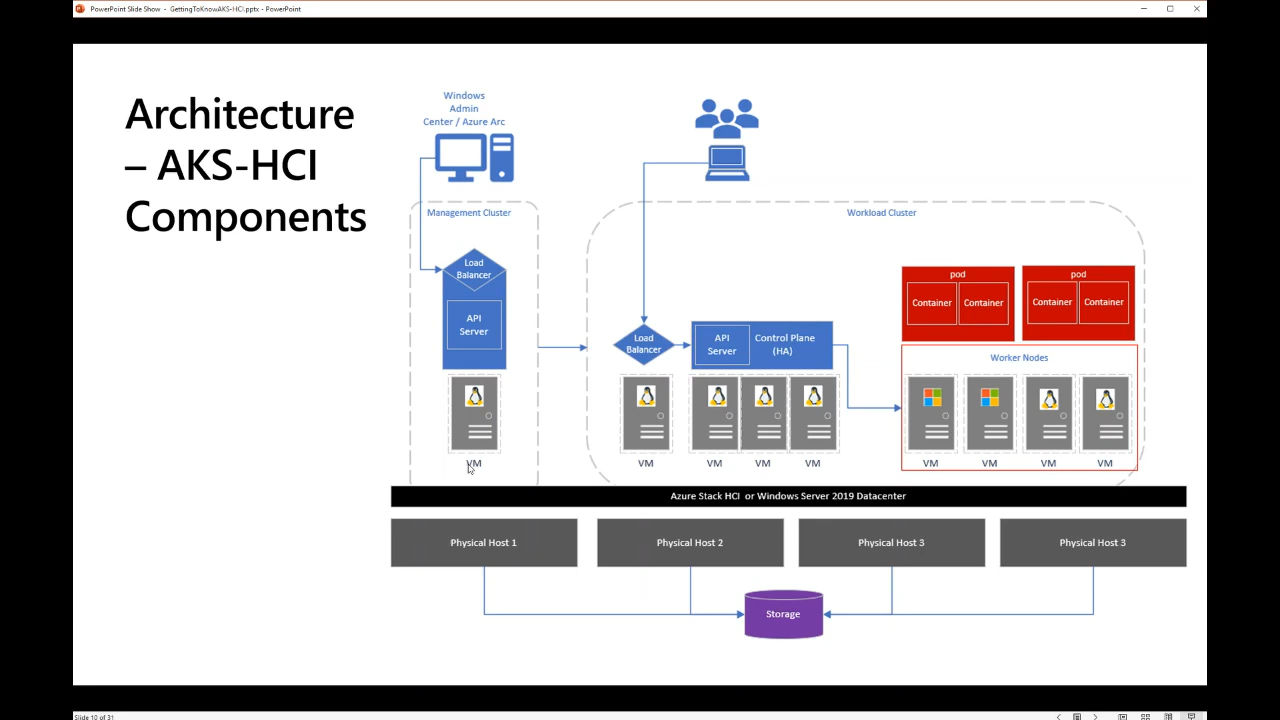 PowerPoint Slide Show - GettingToKnowAKS-HCI.pptx - PowerPoint
Architecture
– AKS-HCI
Components
Windows
Admin
Center / Azure Arc
Management Cluster
Load
Balancer
API
Server
VM
Workload Cluster
Load
Balancer
API
Server
Control Plane
(HA)
VM
VM
VM
VM
pod
Container
Container
pod
Container
Container
Worker Nodes
VM
VM
VM
VM
Azure Stack HCI or Windows Server 2019 Datacenter
Physical Host 1
Physical Host 2
Physical Host 3
Physical Host 3
Storage
Slide 10 of 31